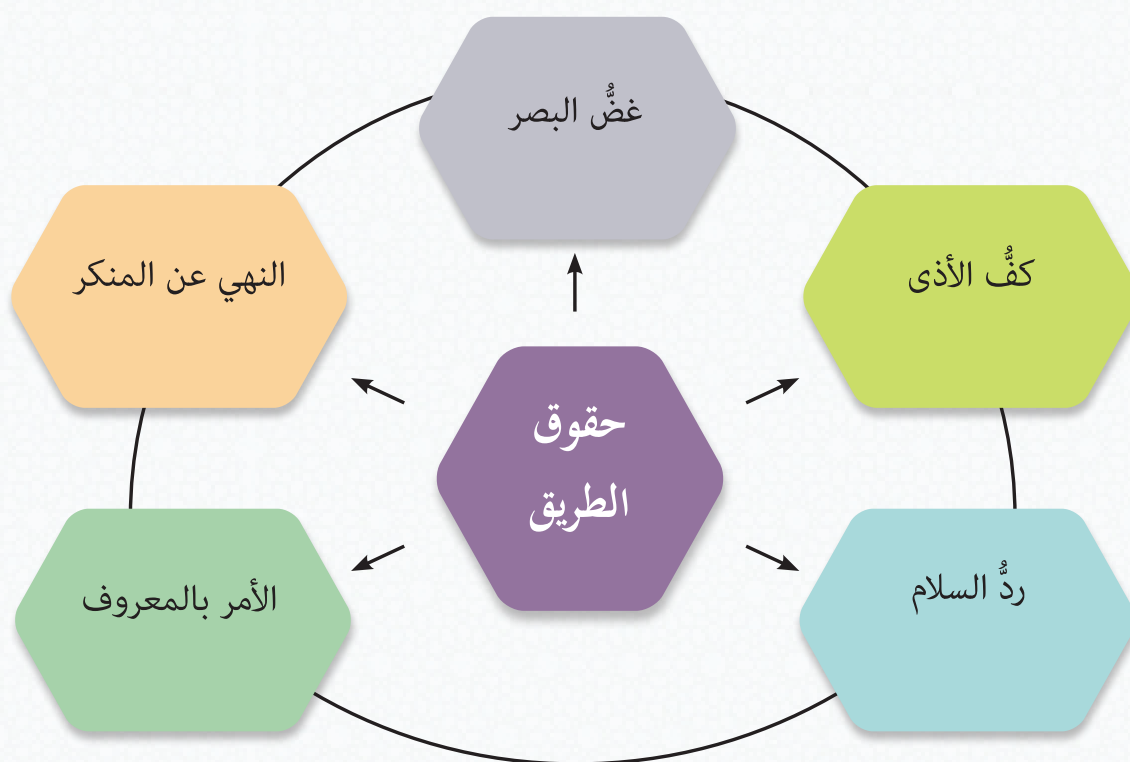 غضُّ البصر
كفُّ الأذى
النهي عن المنكر
حقوق
الطريق
ردُّ السلام
الأمر بالمعروف